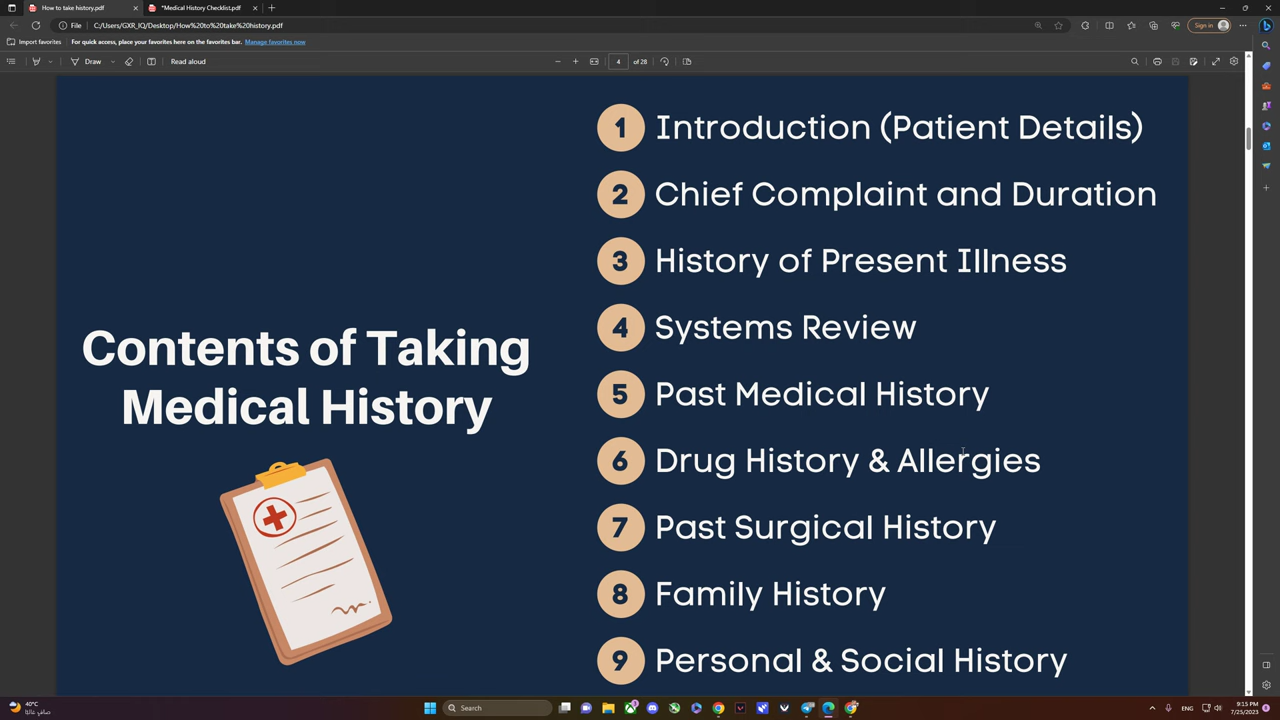 How to take history.pdf
*Medical History Checklist.pdf
File
C:/Users/GXR_IQ/Desktop/How%20to%20take%20history.pdf
Sign in
Import favorites
For quick access, place your favorites here on the favorites bar.
Manage favorites now
Draw
Read aloud
4
of 28
1 Introduction (Patient Details)
2 Chief Complaint and Duration
3 History of Present Illness
4 Systems Review
5 Past Medical History
6 Drug History & Allergies
7 Past Surgical History
8 Family History
9 Personal & Social History
Contents of Taking
Medical History
40°C
صافي غالبًا
Search
ENG
9:15 PM
7/25/2023